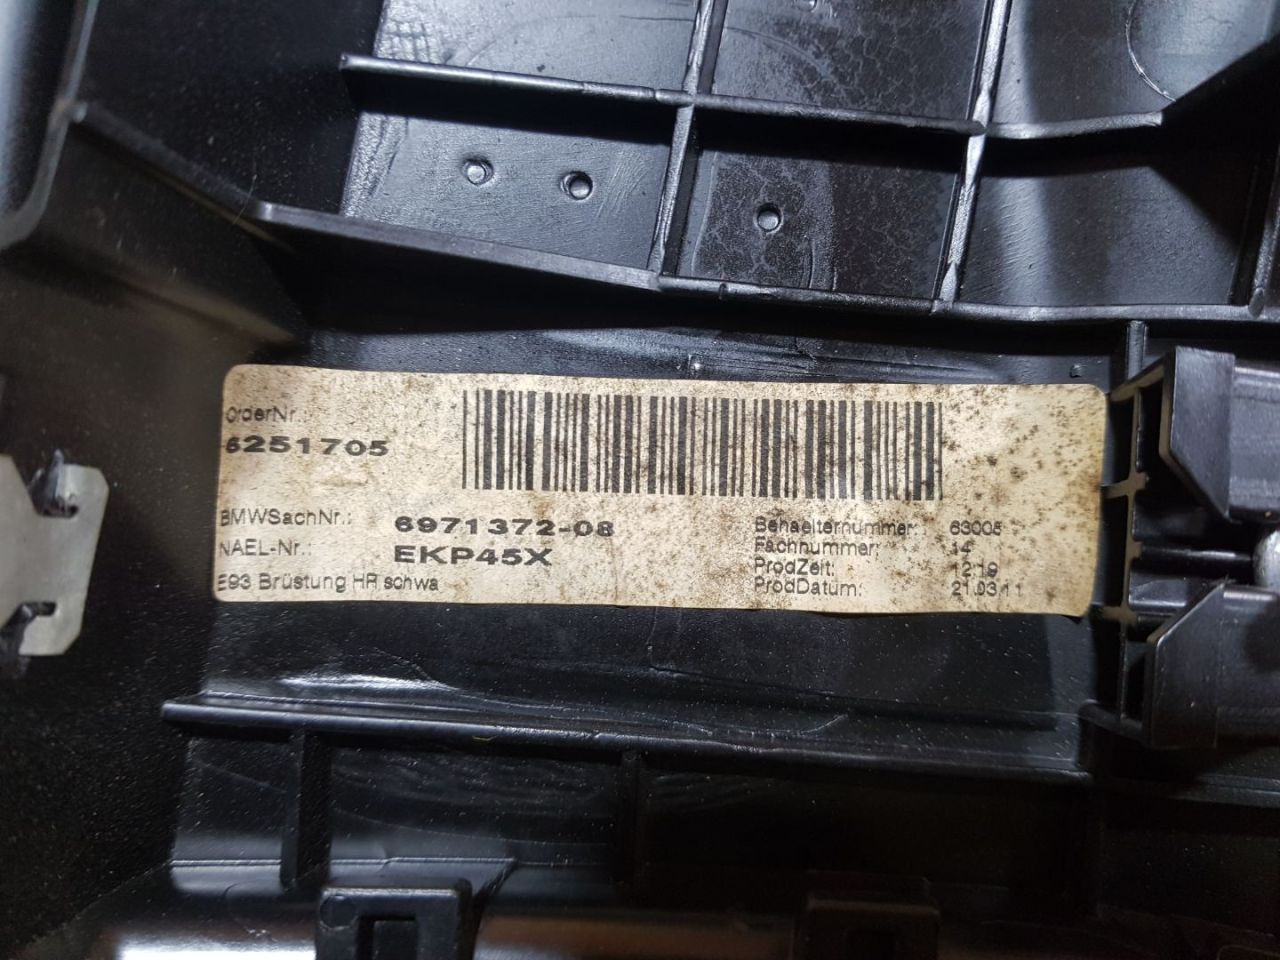 OrderNr.:
6251705
BMWSachNr.: 6971372-08
NAEL-Nr.: EKP45X
E93 Brüstung HR schwa
Behaelternummer: 63005
Fachnummer: 14
ProdZeit: 12:19
ProdDatum: 21.03.11